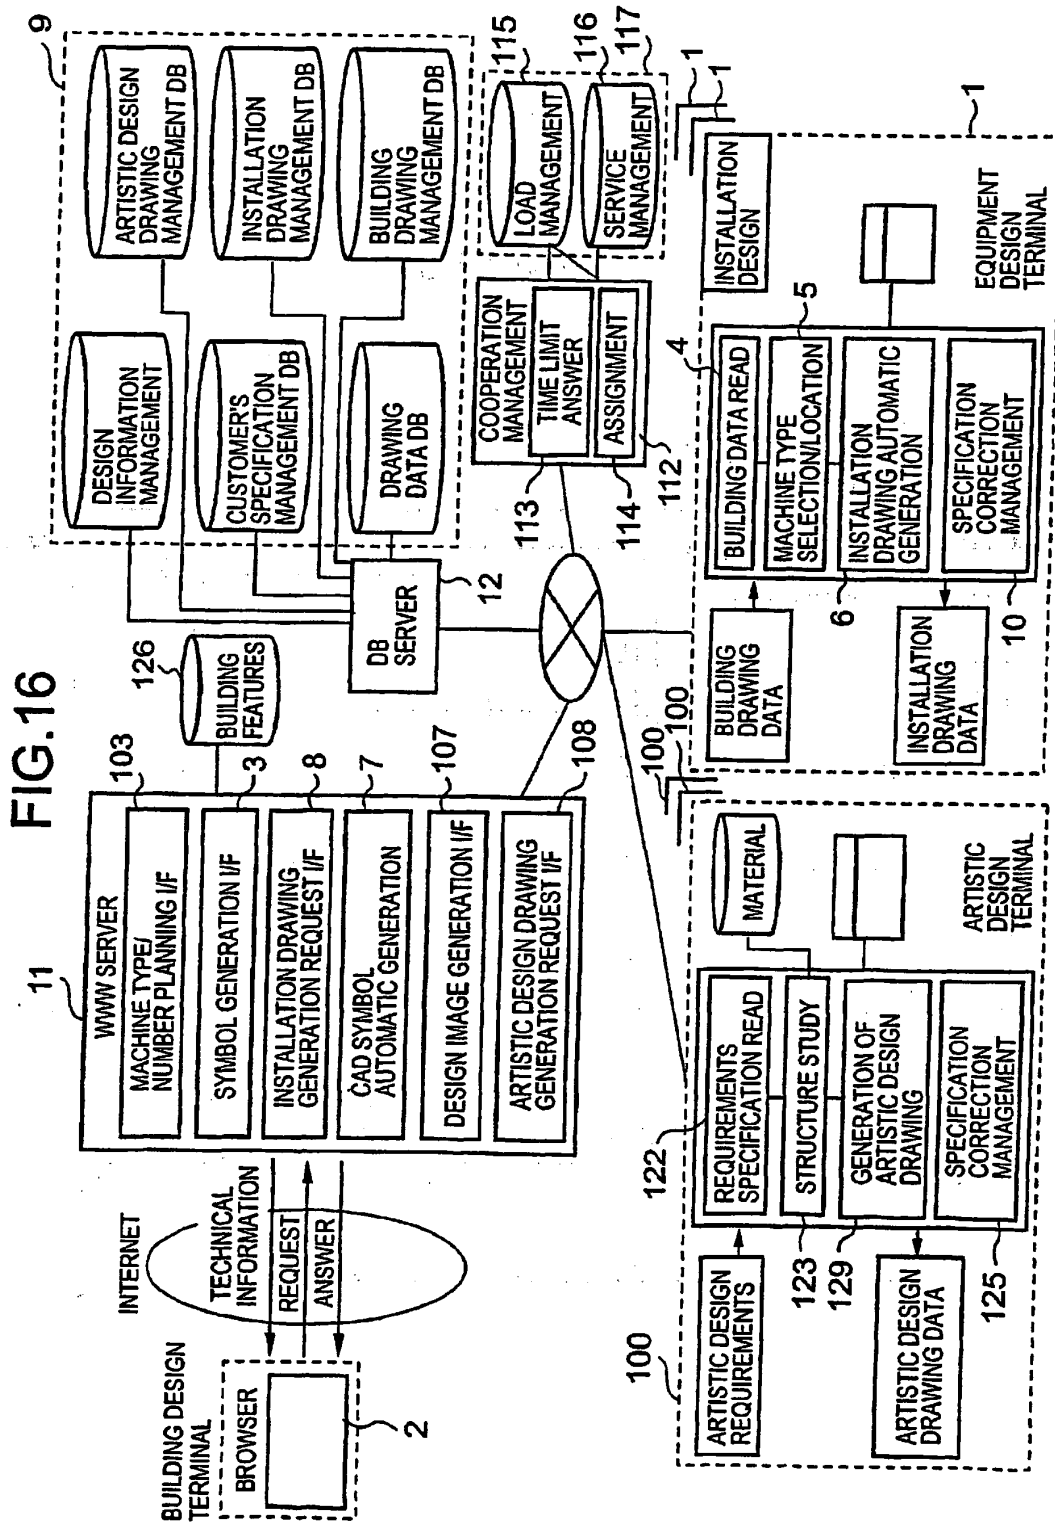 FIG.16
BUILDING DESIGN
TERMINAL
BROWSER
2
INTERNET
TECHNICAL
INFORMATION
REQUEST
ANSWER
11
WWW SERVER
MACHINE TYPE/
NUMBER PLANNING I/F
103
SYMBOL GENERATION I/F
3
INSTALLATION DRAWING
GENERATION REQUEST I/F
8
CAD SYMBOL
AUTOMATIC GENERATION
7
DESIGN IMAGE GENERATION I/F
107
ARTISTIC DESIGN DRAWING
GENERATION REQUEST I/F
108
126
BUILDING
FEATURES
DB
SERVER
12
9
DESIGN
INFORMATION
MANAGEMENT
CUSTOMER'S
SPECIFICATION
MANAGEMENT DB
DRAWING
DATA DB
ARTISTIC DESIGN
DRAWING
MANAGEMENT DB
INSTALLATION
DRAWING
MANAGEMENT DB
BUILDING
DRAWING
MANAGEMENT DB
COOPERATION
MANAGEMENT
TIME LIMIT
ANSWER
ASSIGNMENT
113
114
112
LOAD
MANAGEMENT
SERVICE
MANAGEMENT
115
116
117
100
ARTISTIC DESIGN
REQUIREMENTS
ARTISTIC DESIGN
DRAWING DATA
122
REQUIREMENTS
SPECIFICATION READ
STRUCTURE STUDY
123
GENERATION OF
ARTISTIC DESIGN
DRAWING
129
SPECIFICATION
CORRECTION
MANAGEMENT
125
MATERIAL
ARTISTIC
DESIGN
TERMINAL
100
100
BUILDING
DRAWING
DATA
INSTALLATION
DRAWING
DATA
4
BUILDING DATA READ
MACHINE TYPE
SELECTION/LOCATION
5
INSTALLATION
DRAWING AUTOMATIC
GENERATION
6
SPECIFICATION
CORRECTION
MANAGEMENT
10
INSTALLATION
DESIGN
EQUIPMENT
DESIGN
TERMINAL
1
1
1